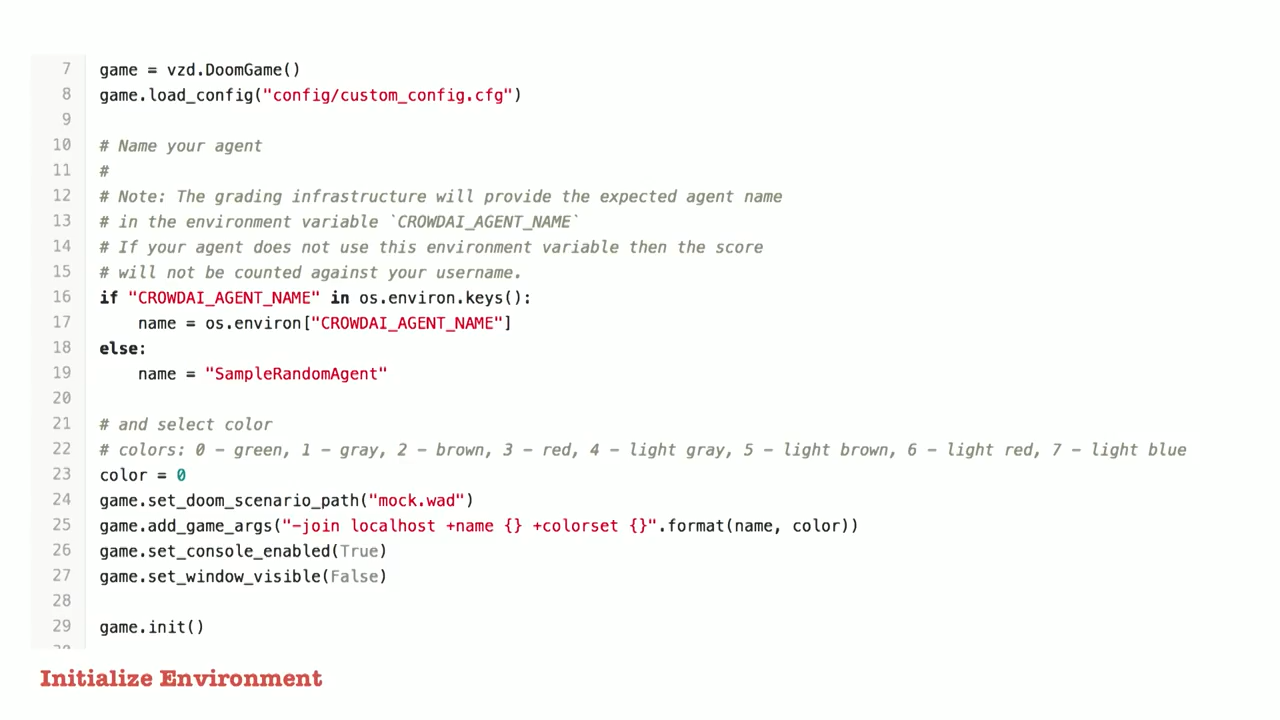 7 game = vzd.DoomGame()
8 game.load_config("config/custom_config.cfg")
9
10 # Name your agent
11 #
12 # Note: The grading infrastructure will provide the expected agent name
13 # in the environment variable `CROWDAI_AGENT_NAME`
14 # If your agent does not use this environment variable then the score
15 # will not be counted against your username.
16 if "CROWDAI_AGENT_NAME" in os.environ.keys():
17     name = os.environ["CROWDAI_AGENT_NAME"]
18 else:
19     name = "SampleRandomAgent"
20
21 # and select color
22 # colors: 0 - green, 1 - gray, 2 - brown, 3 - red, 4 - light gray, 5 - light brown, 6 - light red, 7 - light blue
23 color = 0
24 game.set_doom_scenario_path("mock.wad")
25 game.add_game_args("-join localhost +name {} +colorset {}".format(name, color))
26 game.set_console_enabled(True)
27 game.set_window_visible(False)
28
29 game.init()
Initialize Environment